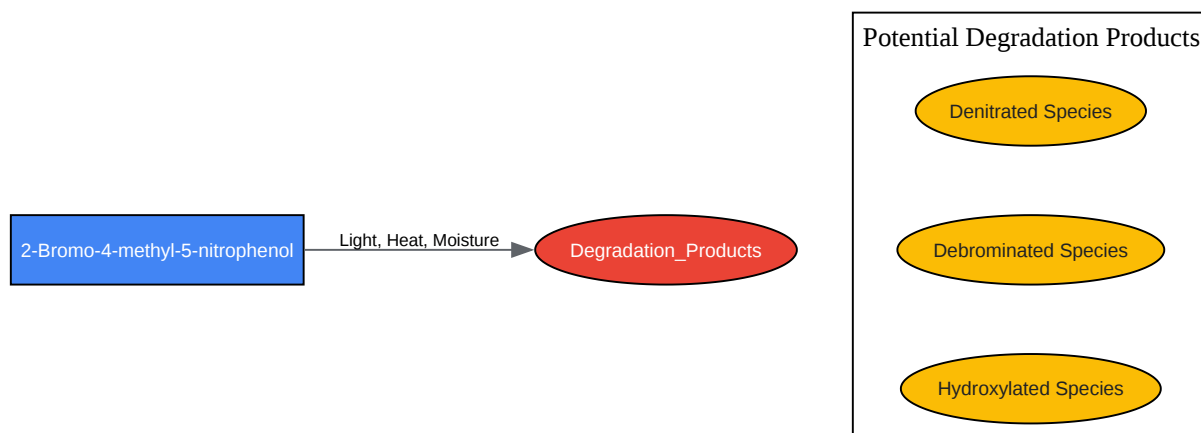 Potential Degradation Products
Denitrated Species
2-Bromo-4-methyl-5-nitrophenol
Light, Heat, Moisture
Degradation_Products
Debrominated Species
Hydroxylated Species